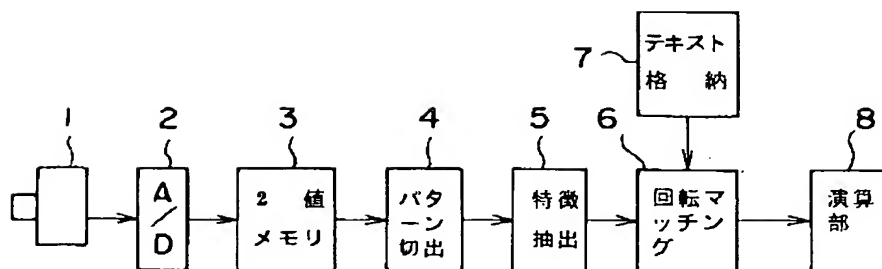 7
テキスト
格納
1
2
3
4
5
6
8
A
/
D
2値
メモリ
パタ
ーン
切出
特徴
抽出
回転マ
ッチン
グ
演算
部